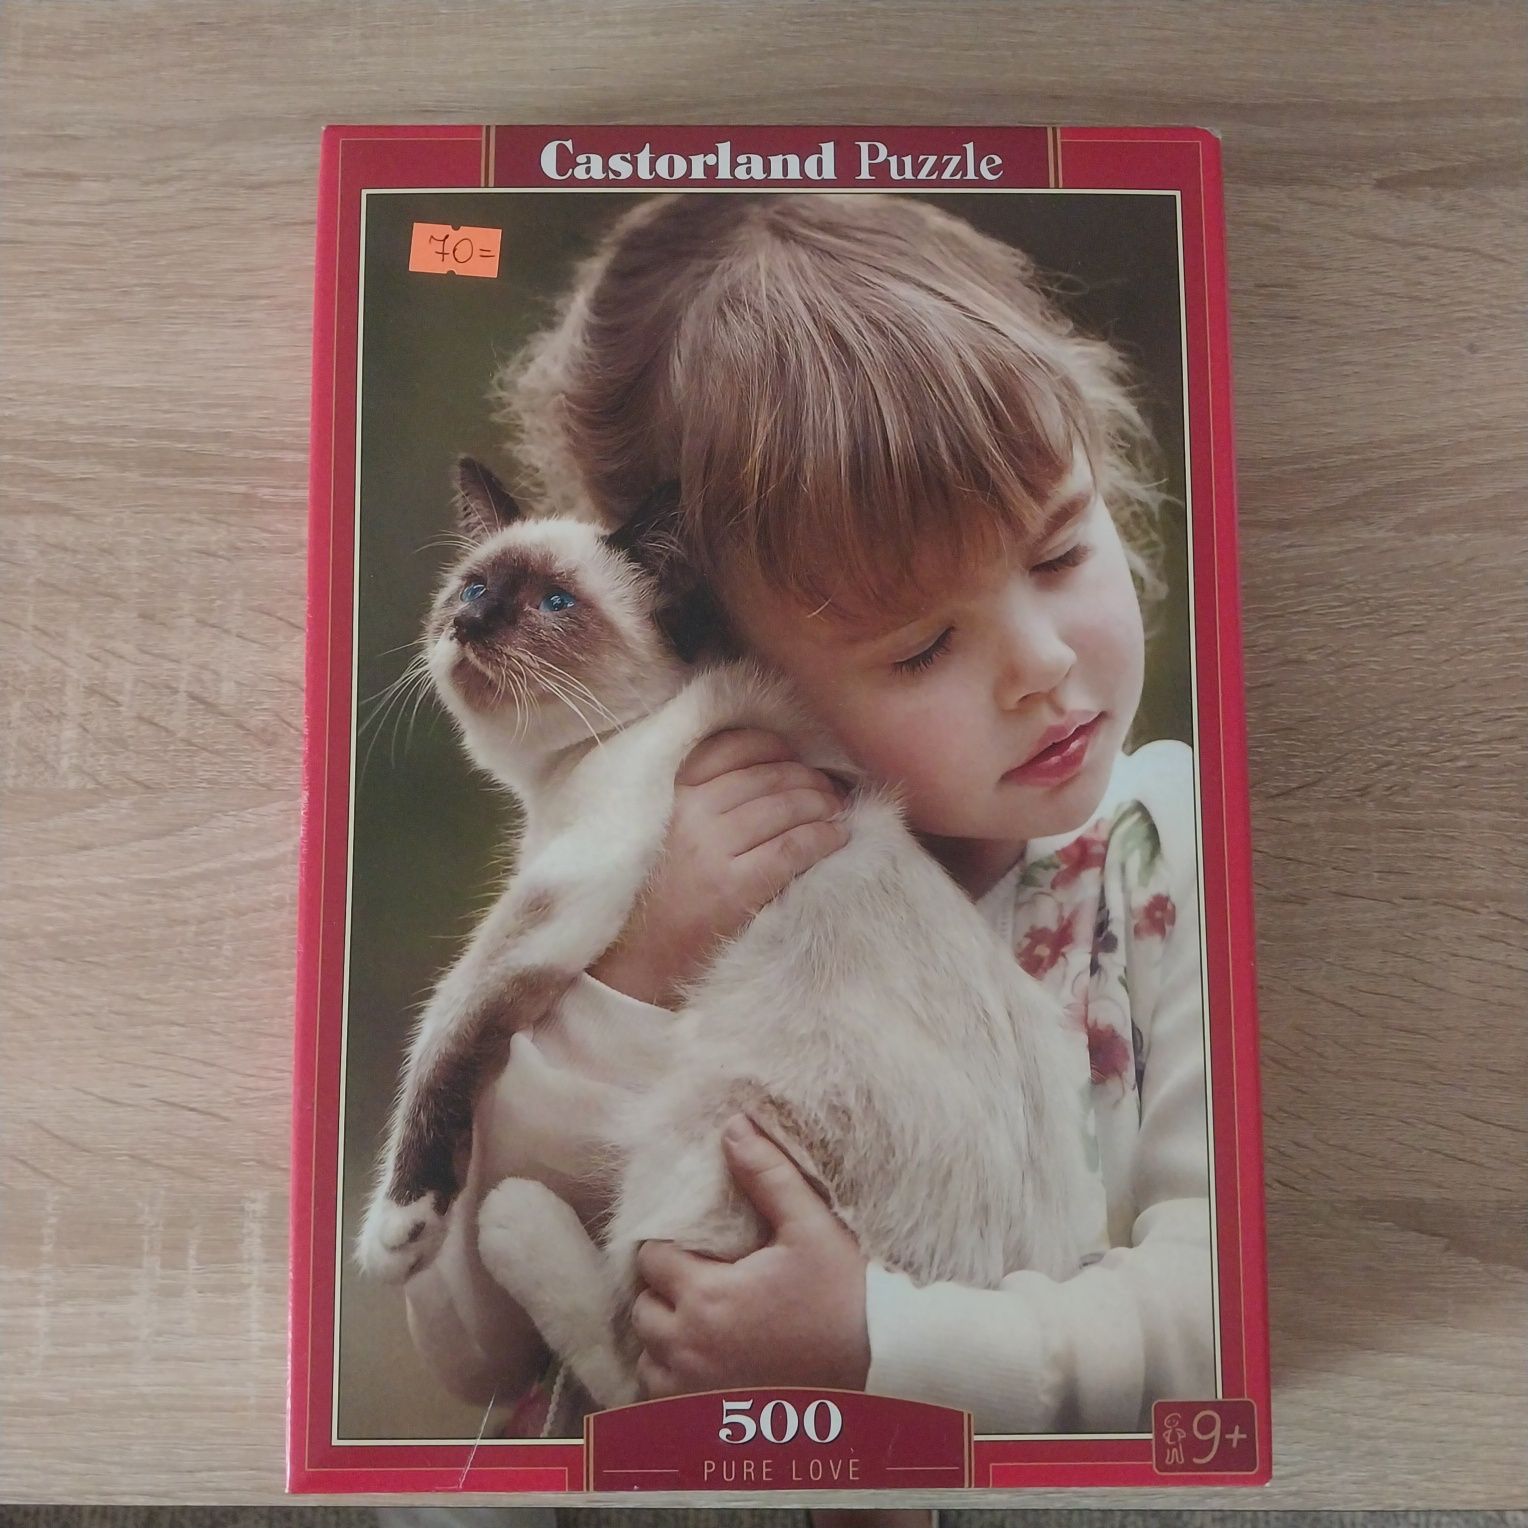 Castorland Puzzle
70=
500
PURE LOVE
9+